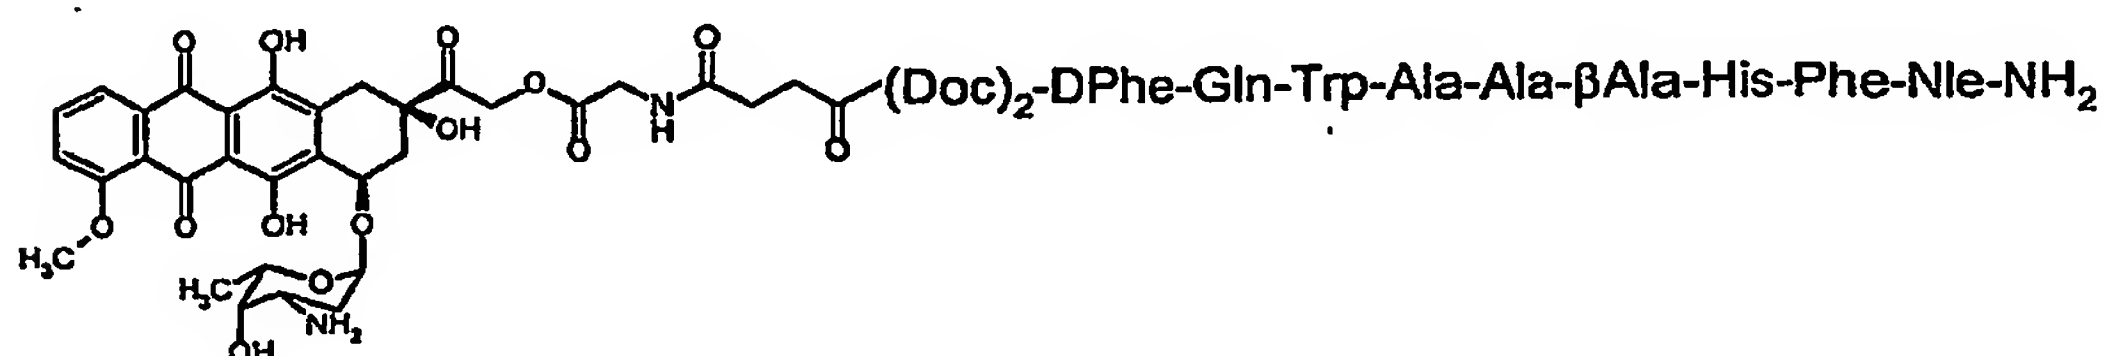 O OH O O
O (Doc)₂-DPhe-Gln-Trp-Ala-Ala-βAla-His-Phe-Nle-NH₂
OH N
H
O O
O OH O
O
H₃C
H₃C O
NH₂
OH